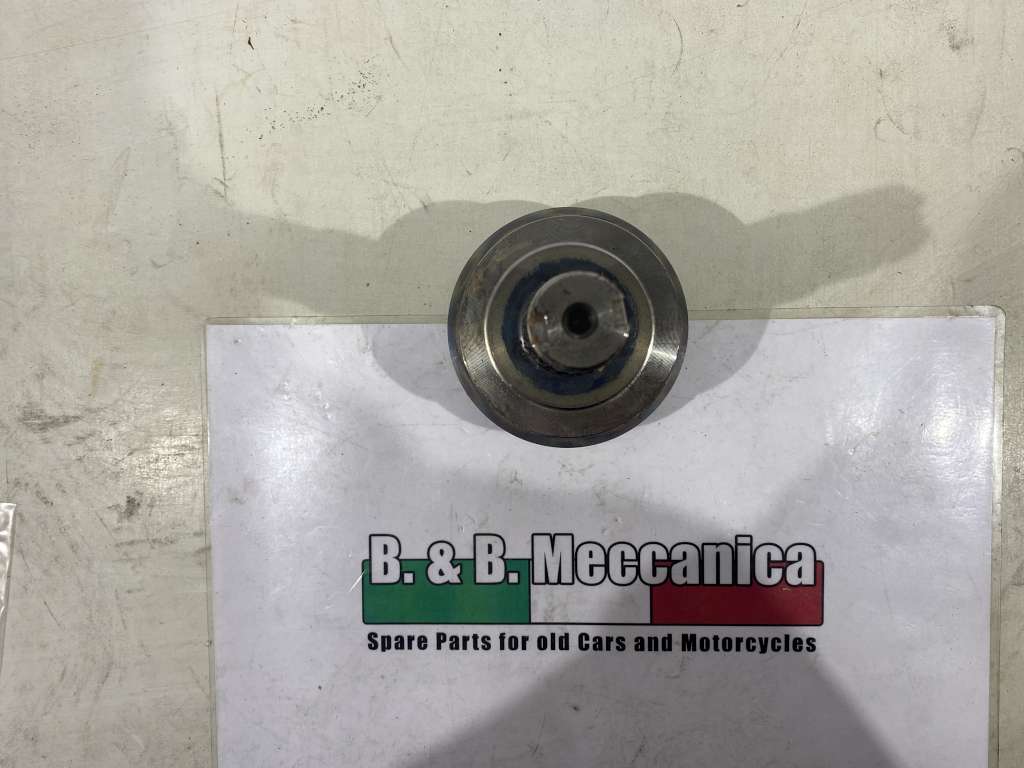 B. & B. Meccanica
Spare Parts for old Cars and Motorcycles